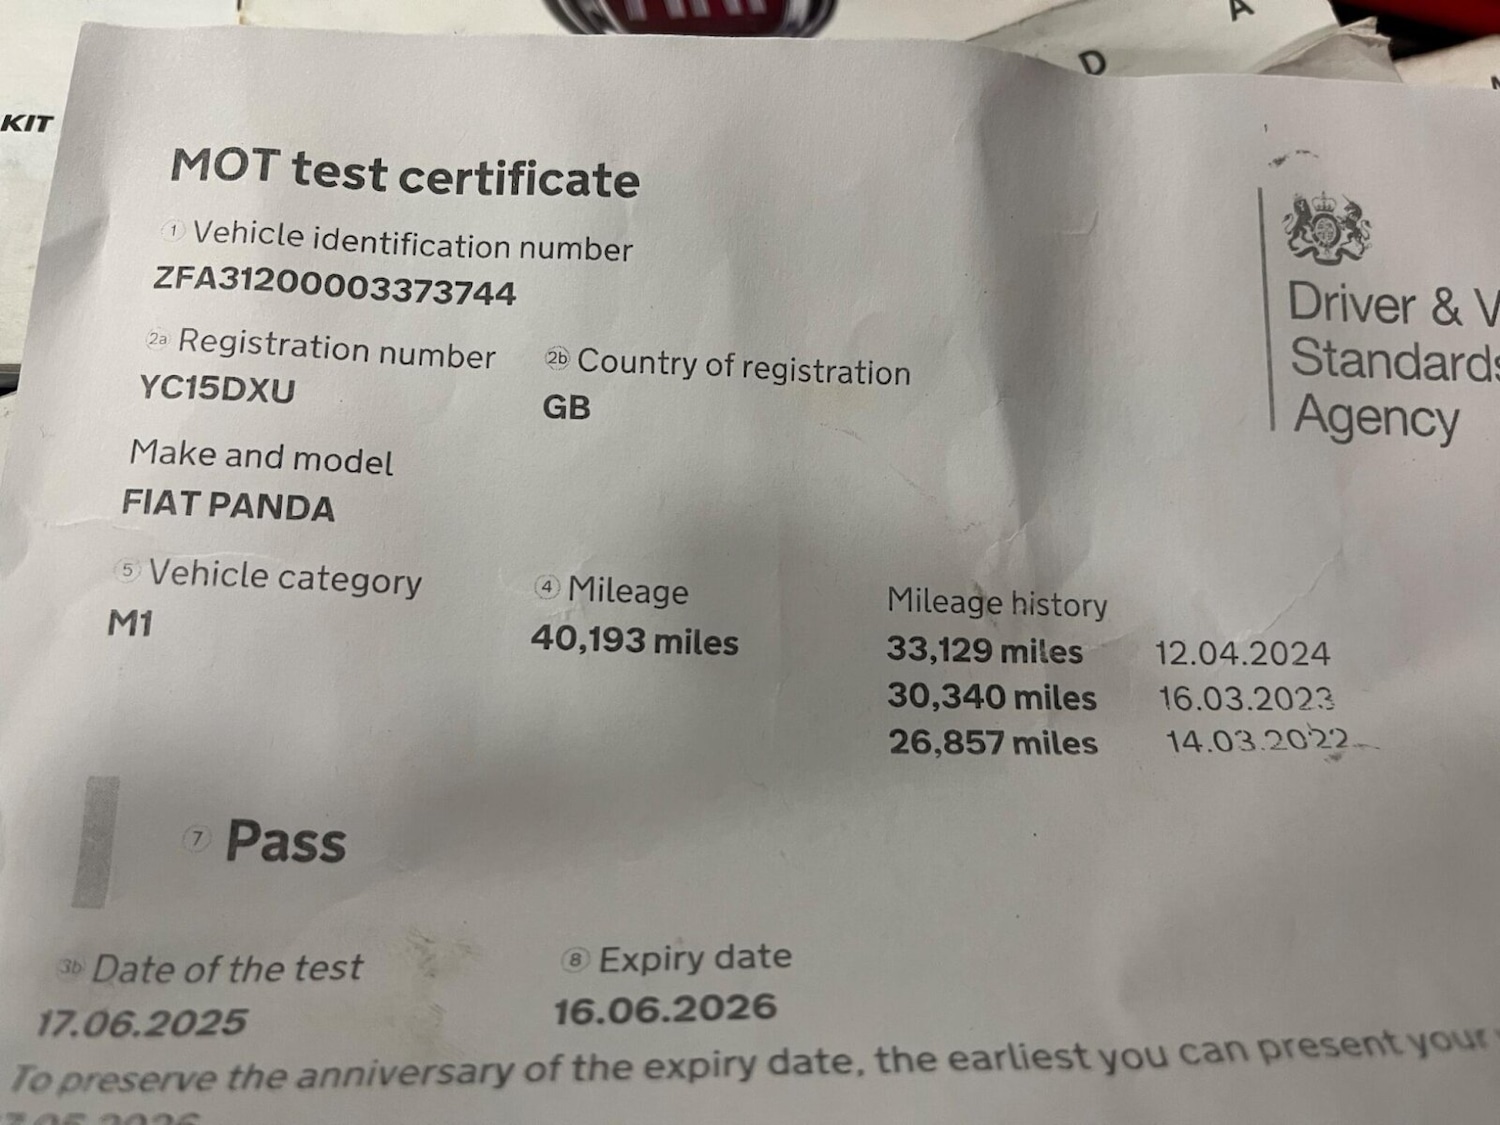 A
D
KIT
MOT test certificate
1 Vehicle identification number
ZFA31200003373744
2a Registration number
YC15DXU
2b Country of registration
GB
Make and model
FIAT PANDA
5 Vehicle category
M1
4 Mileage
40,193 miles
Mileage history
33,129 miles 12.04.2024
30,340 miles 16.03.2023
26,857 miles 14.03.2022
Driver & V
Standards
Agency
7 Pass
3b Date of the test
17.06.2025
8 Expiry date
16.06.2026
To preserve the anniversary of the expiry date, the earliest you can present your